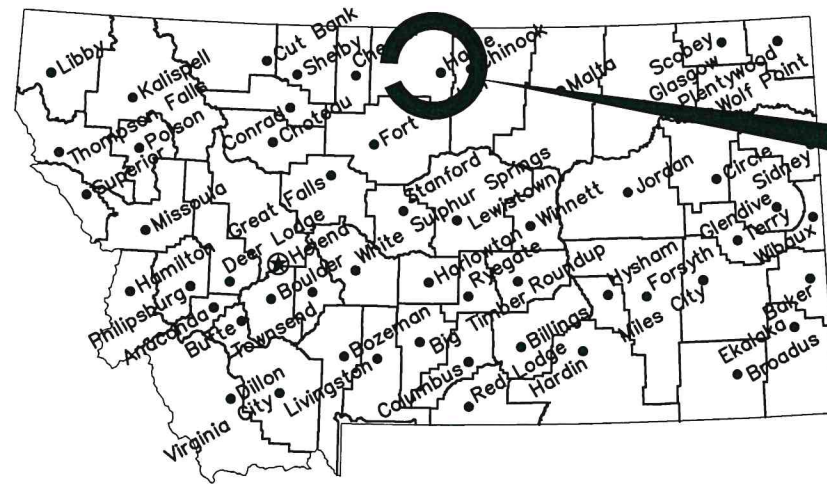 Libby
Kalispell
Cut Bank
Shelby
Che
Chinook
Malta
Scobey
Glasgow
Plentywood
Wolf Point
Thompson Falls
Polson
Conrad
Choteau
Fort
Superior
Missoula
Great Falls
Stanford
White Sulphur Springs
Lewistown
Winnett
Jordan
Circle
Sidney
Glendive
Terry
Wibaux
Hamilton
Deer Lodge
Helena
Philipsburg
Boulder
Harlowton
Ryegate
Roundup
Hysham
Forsyth
Miles City
Baker
Anaconda
Butte
Townsend
Bozeman
Big Timber
Billings
Ekalaka
Broadus
Dillon
Livingston
Columbus
Red Lodge
Hardin
Virginia City